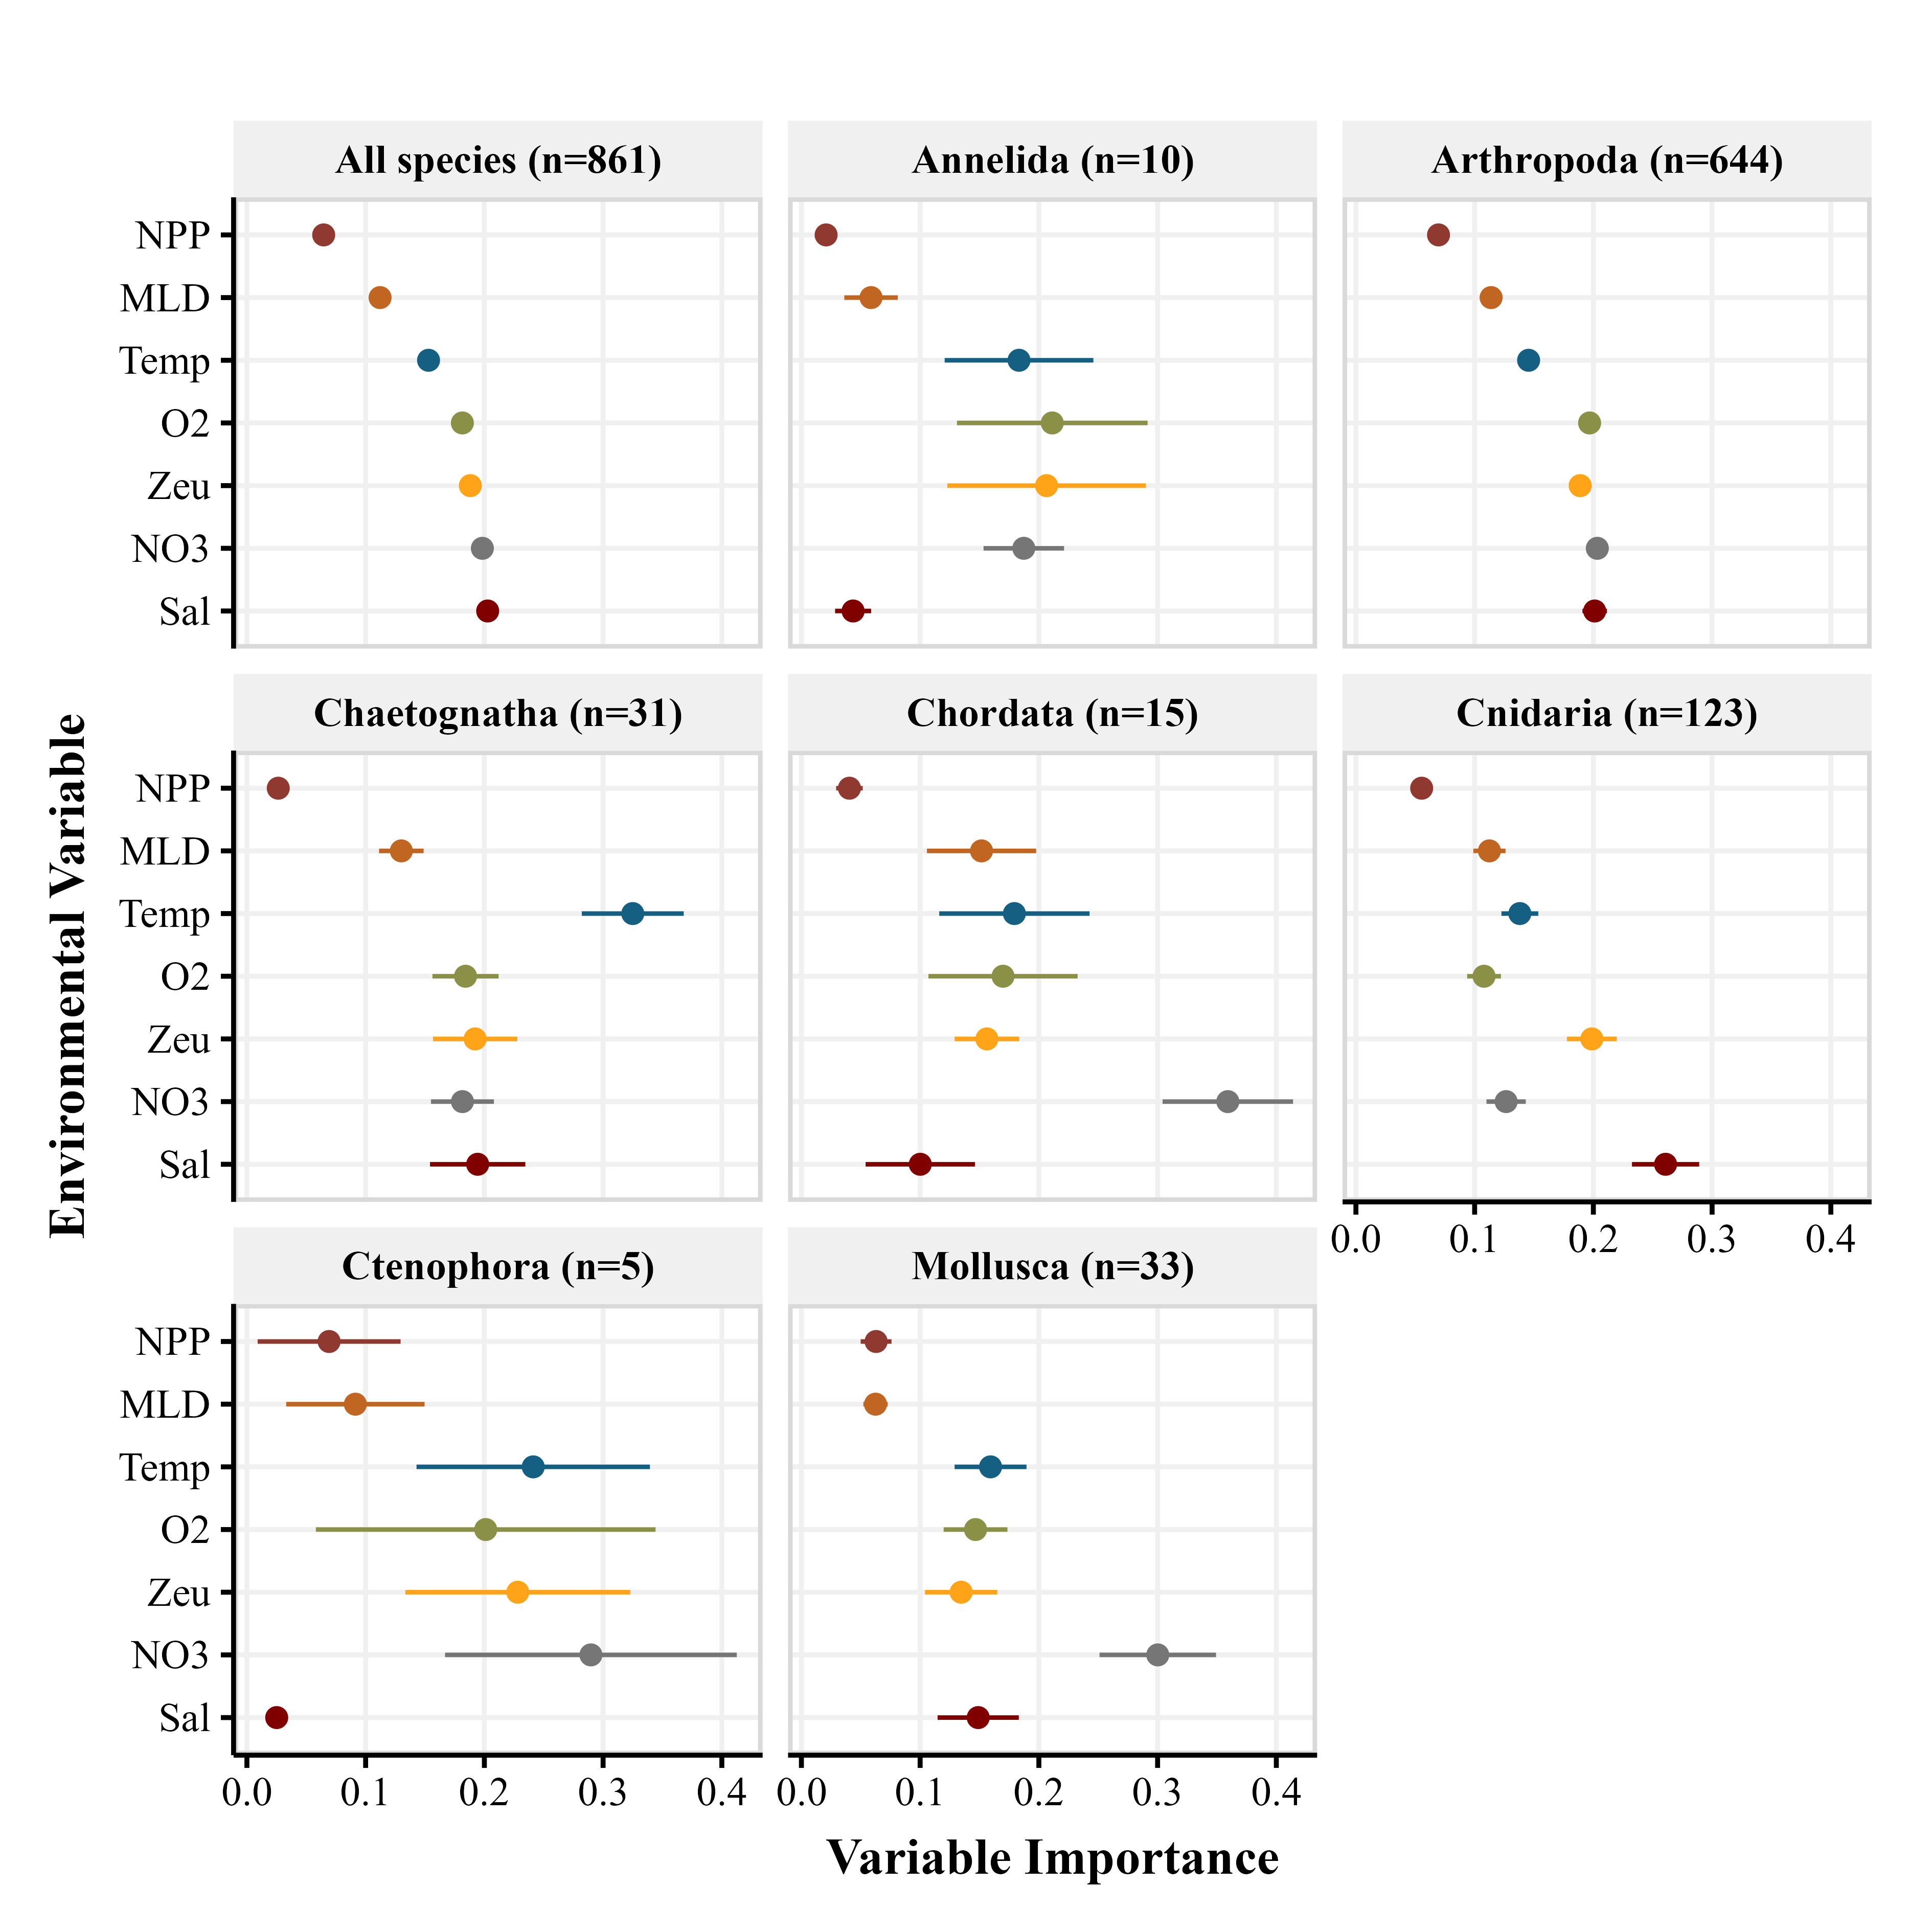 All species (n=861)
Annelida (n=10)
Arthropoda (n=644)
NPP
MLD
Temp
O2
Zeu
NO3
Sal
Chaetognatha (n=31)
Chordata (n=15)
Cnidaria (n=123)
NPP
MLD
Temp
O2
Zeu
NO3
Sal
0.0 0.1 0.2 0.3 0.4
Ctenophora (n=5)
Mollusca (n=33)
NPP
MLD
Temp
O2
Zeu
NO3
Sal
0.0 0.1 0.2 0.3 0.4
0.0 0.1 0.2 0.3 0.4
Environmental Variable
Variable Importance